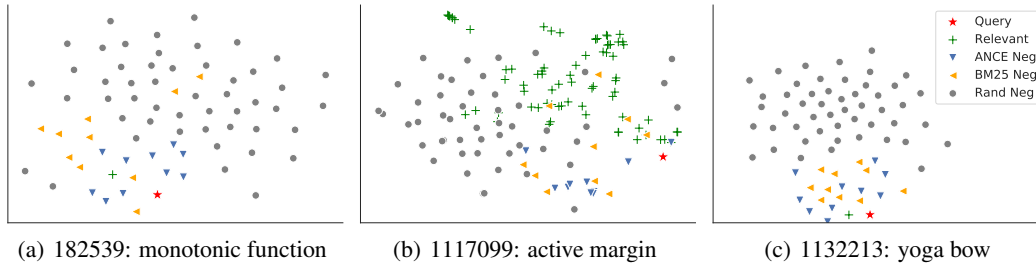 Query
Relevant
ANCE Neg
BM25 Neg
Rand Neg
(a) 182539: monotonic function
(b) 1117099: active margin
(c) 1132213: yoga bow